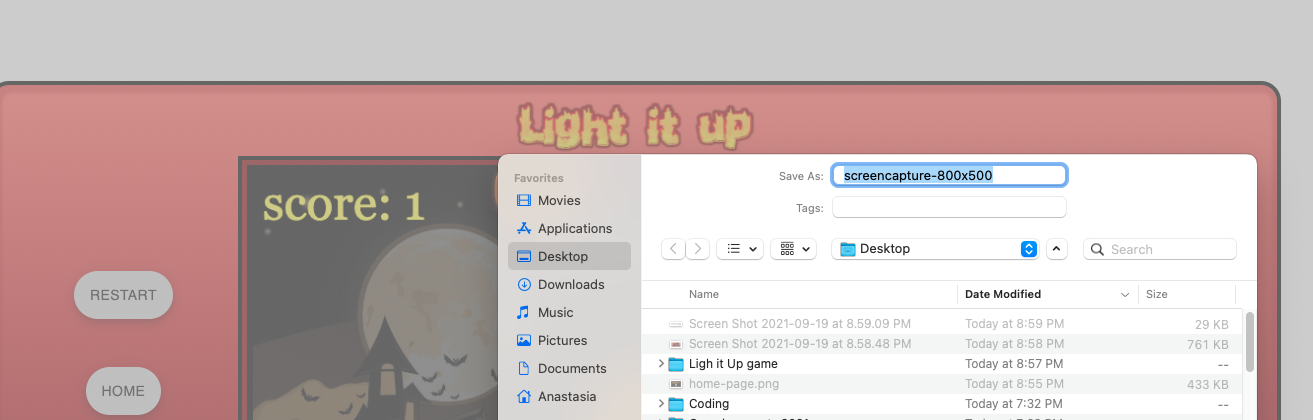 Light it up
score: 1
RESTART
HOME
Favorites
Movies
Applications
Desktop
Downloads
Music
Pictures
Documents
Anastasia
Save As: screencapture-800x500
Tags:
Desktop
Search
Name Date Modified Size
Screen Shot 2021-09-19 at 8.59.09 PM Today at 8:59 PM 29 KB
Screen Shot 2021-09-19 at 8.58.48 PM Today at 8:58 PM 761 KB
Ligh it Up game Today at 8:57 PM --
home-page.png Today at 8:55 PM 433 KB
Coding Today at 7:32 PM --